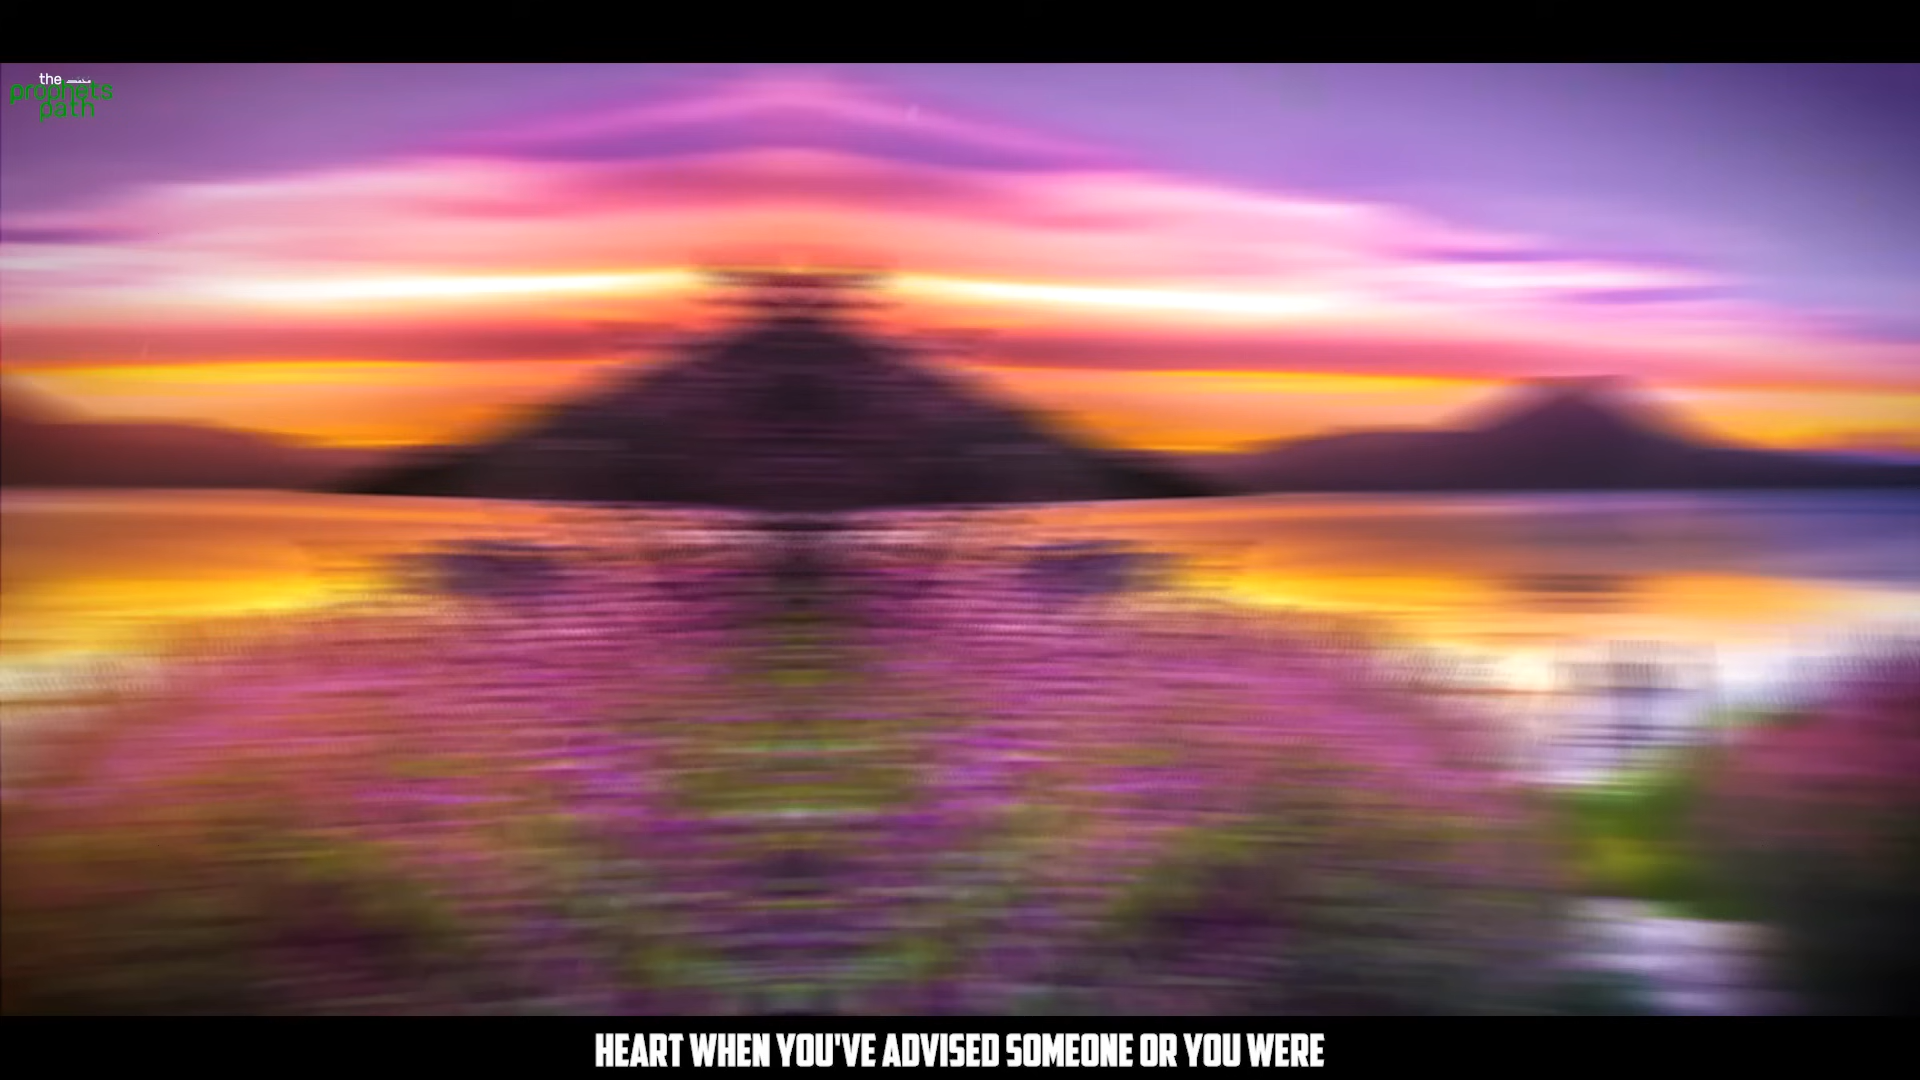 the
prophets
path
HEART WHEN YOU'VE ADVISED SOMEONE OR YOU WERE